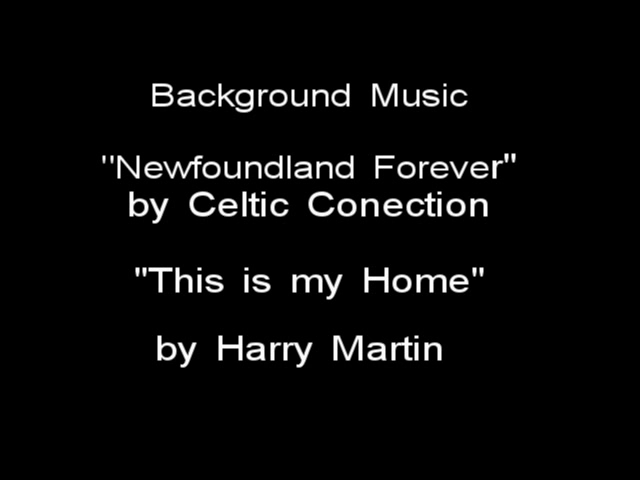 Background Music
"Newfoundland Forever"
by Celtic Conection
"This is my Home"
by Harry Martin